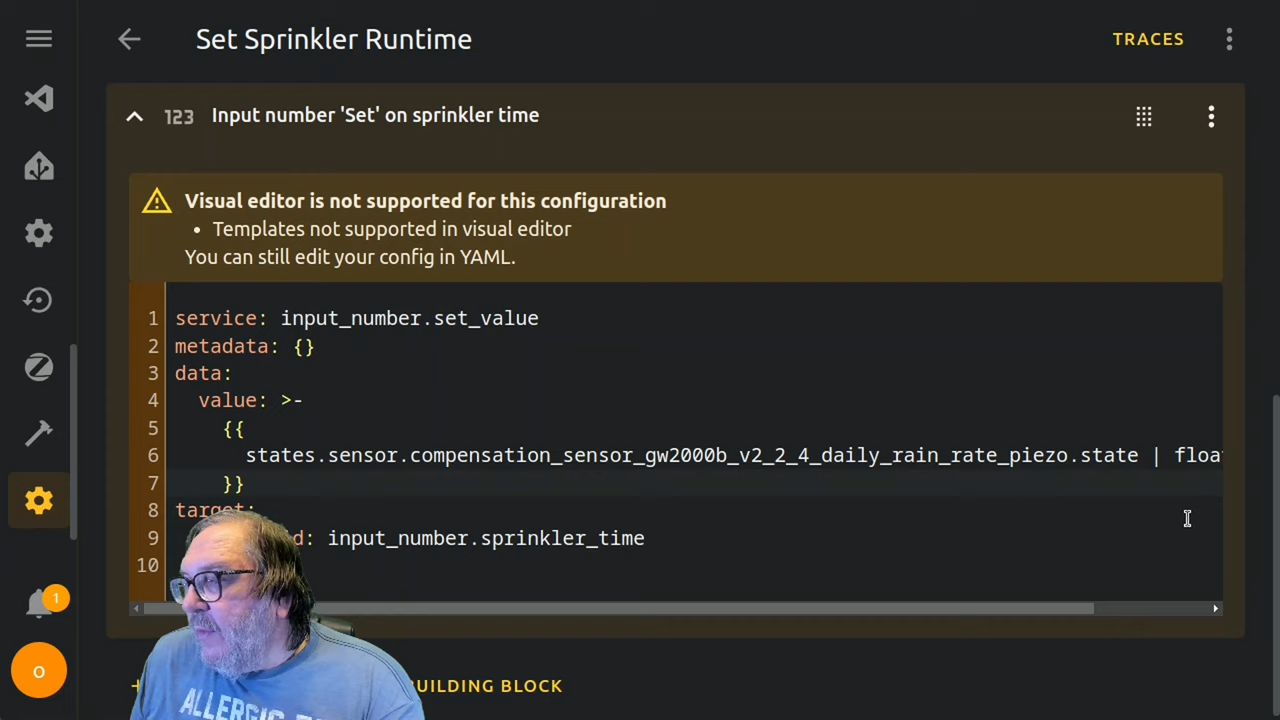 Set Sprinkler Runtime
TRACES
123 Input number 'Set' on sprinkler time
Visual editor is not supported for this configuration
• Templates not supported in visual editor
You can still edit your config in YAML.
1 service: input_number.set_value
2 metadata: {}
3 data:
4 value: >-
5 {{
6 states.sensor.compensation_sensor_gw2000b_v2_2_4_daily_rain_rate_piezo.state |
7 }}
8 target:
9 d: input_number.sprinkler_time
10
1
o
+ UILDING BLOCK
ALLERGIC